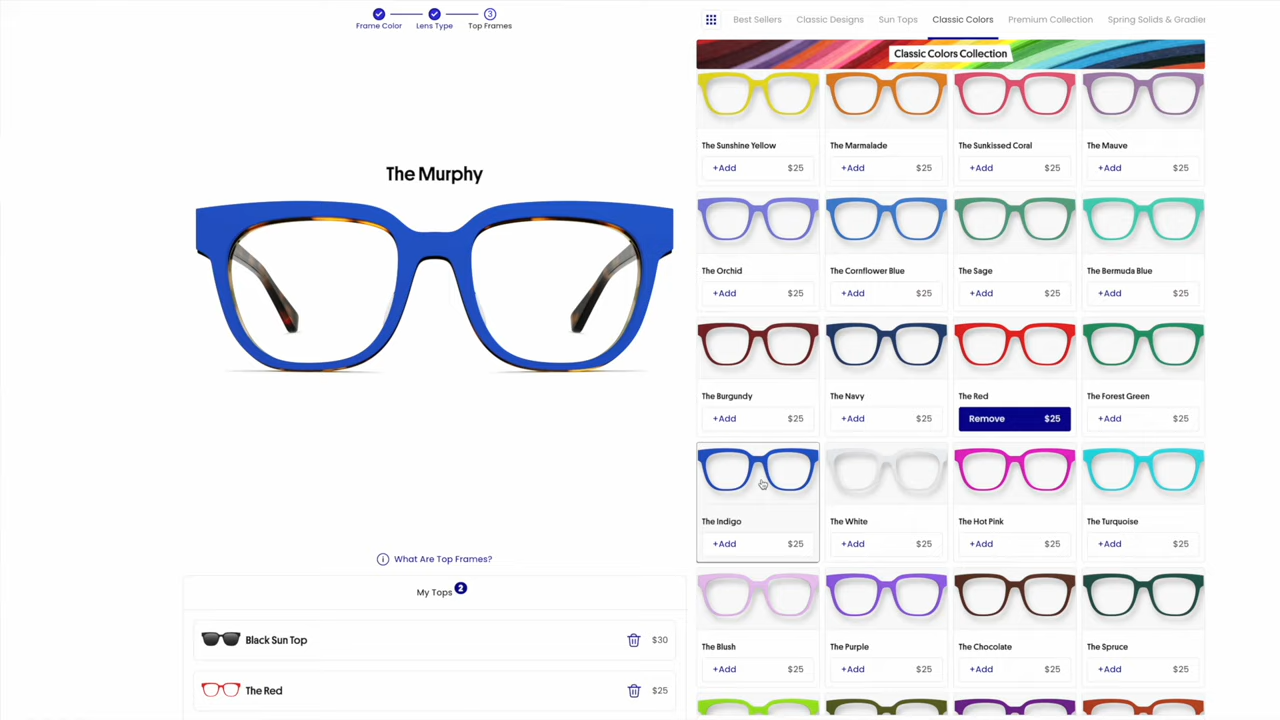 3
Frame Color
Lens Type
Top Frames
Best Sellers
Classic Designs
Sun Tops
Classic Colors
Premium Collection
Spring Solids & Gradier
Classic Colors Collection
The Murphy
The Sunshine Yellow
The Marmalade
The Sunkissed Coral
The Mauve
+Add $25
+Add $25
+Add $25
+Add $25
The Orchid
The Cornflower Blue
The Sage
The Bermuda Blue
+Add $25
+Add $25
+Add $25
+Add $25
The Burgundy
The Navy
The Red
The Forest Green
+Add $25
+Add $25
Remove $25
+Add $25
The Indigo
The White
The Hot Pink
The Turquoise
+Add $25
+Add $25
+Add $25
+Add $25
The Blush
The Purple
The Chocolate
The Spruce
+Add $25
+Add $25
+Add $25
+Add $25
What Are Top Frames?
My Tops 2
Black Sun Top $30
The Red $25